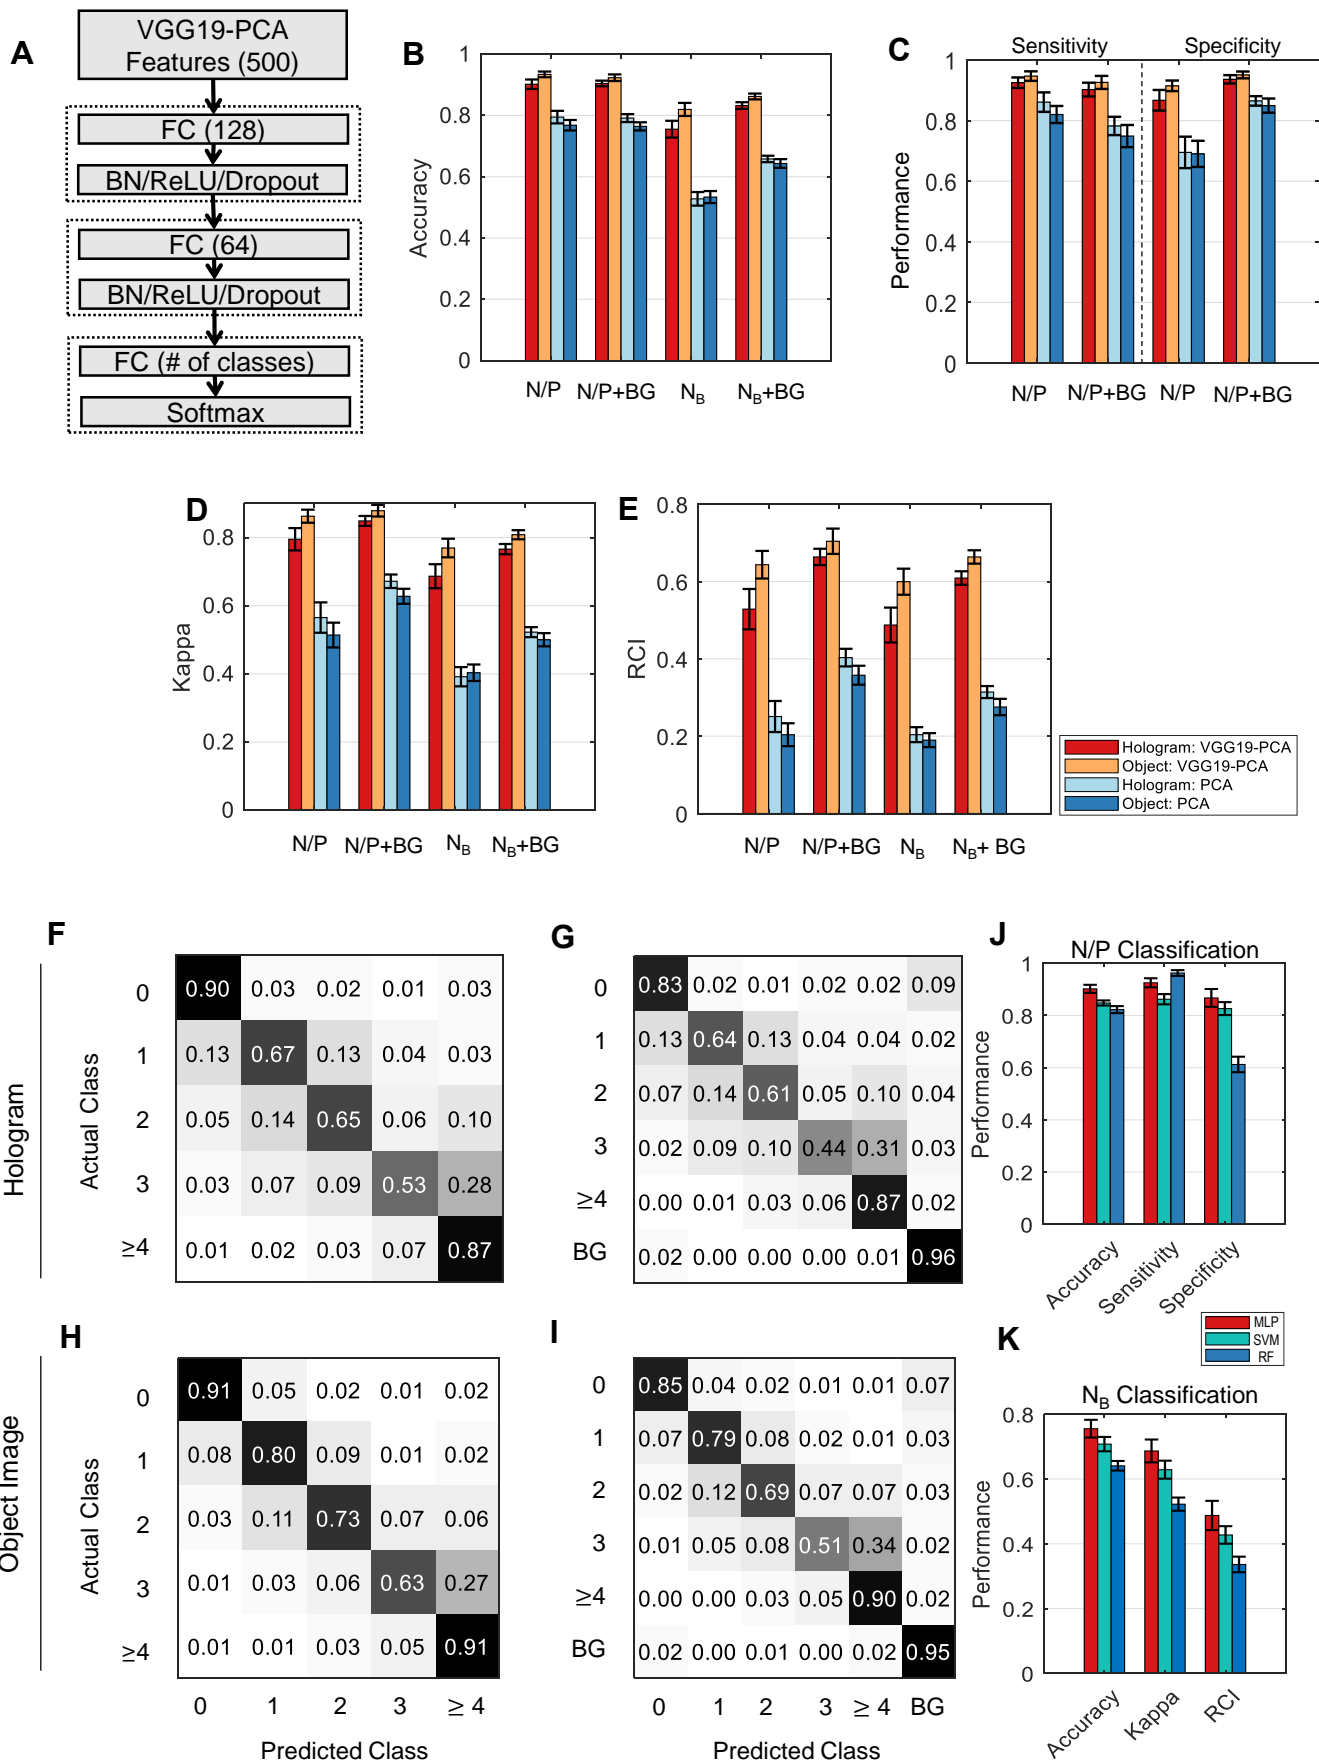 A
VGG19-PCA
Features (500)
FC (128)
BN/ReLU/Dropout
FC (64)
BN/ReLU/Dropout
FC (# of classes)
Softmax
B
Accuracy
1
0.8
0.6
0.4
0.2
0
N/P N/P+BG N_B N_B+BG
C
Sensitivity Specificity
Performance
1
0.8
0.6
0.4
0.2
0
N/P N/P+BG N/P N/P+BG
D
Kappa
0.8
0.6
0.4
0.2
0
N/P N/P+BG N_B N_B+BG
E
RCI
0.8
0.6
0.4
0.2
0
N/P N/P+BG N_B N_B+ BG
Hologram: VGG19-PCA
Object: VGG19-PCA
Hologram: PCA
Object: PCA
Hologram
F
Actual Class
0 0.90 0.03 0.02 0.01 0.03
1 0.13 0.67 0.13 0.04 0.03
2 0.05 0.14 0.65 0.06 0.10
3 0.03 0.07 0.09 0.53 0.28
≥4 0.01 0.02 0.03 0.07 0.87
G
0 0.83 0.02 0.01 0.02 0.02 0.09
1 0.13 0.64 0.13 0.04 0.04 0.02
2 0.07 0.14 0.61 0.05 0.10 0.04
3 0.02 0.09 0.10 0.44 0.31 0.03
≥4 0.00 0.01 0.03 0.06 0.87 0.02
BG 0.02 0.00 0.00 0.00 0.01 0.96
J
N/P Classification
Performance
1
0.8
0.6
0.4
0.2
0
Accuracy Sensitivity Specificity
MLP
SVM
RF
Object Image
H
Actual Class
0 0.91 0.05 0.02 0.01 0.02
1 0.08 0.80 0.09 0.01 0.02
2 0.03 0.11 0.73 0.07 0.06
3 0.01 0.03 0.06 0.63 0.27
≥4 0.01 0.01 0.03 0.05 0.91
0 1 2 3 ≥ 4
Predicted Class
I
0 0.85 0.04 0.02 0.01 0.01 0.07
1 0.07 0.79 0.08 0.02 0.01 0.03
2 0.02 0.12 0.69 0.07 0.07 0.03
3 0.01 0.05 0.08 0.51 0.34 0.02
≥4 0.00 0.00 0.03 0.05 0.90 0.02
BG 0.02 0.00 0.01 0.00 0.02 0.95
0 1 2 3 ≥ 4 BG
Predicted Class
K
N_B Classification
Performance
0.8
0.6
0.4
0.2
0
Accuracy Kappa RCI